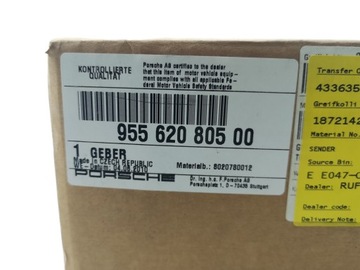 KONTROLLIERTE
QUALITÄT
Porsche AG certifies to the dealer
that this item of motor vehicle equip-
ment complies with all applicable Fe-
deral Motor Vehicle Safety Standards
955 620 805 00
1 GEBER
Made in CZECH REPUBLIC
Materialb.: 8020780012
PORSCHE
Dr. Ing. h.c. F. Porsche AG
Porscheplatz 1, D - 70435 Stuttgart
Transfer O
433635
Greifkolli
1872142
Material No.
SENDER
Source Bin:
E E047-0
Dealer: RUF
Dealer code:
Delivery Note: